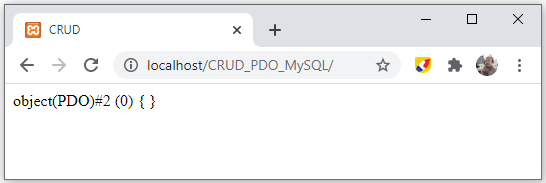 CRUD
localhost/CRUD_PDO_MySQL/
object(PDO)#2 (0) { }